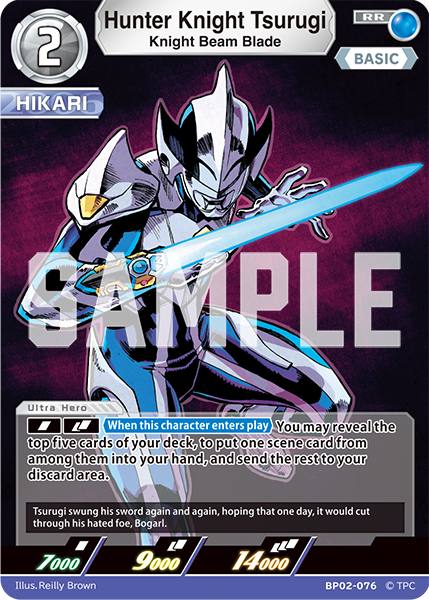 Hunter Knight Tsurugi
Knight Beam Blade
2
RR
BASIC
HIKARI
SAMPLE
Ultra Hero
When this character enters play You may reveal the
top five cards of your deck, to put one scene card from
among them into your hand, and send the rest to your
discard area.
Tsurugi swung his sword again and again, hoping that one day, it would cut
through his hated foe, Bogarl.
7000 9000 14000
Illus.Reilly Brown BP02-076 © TPC